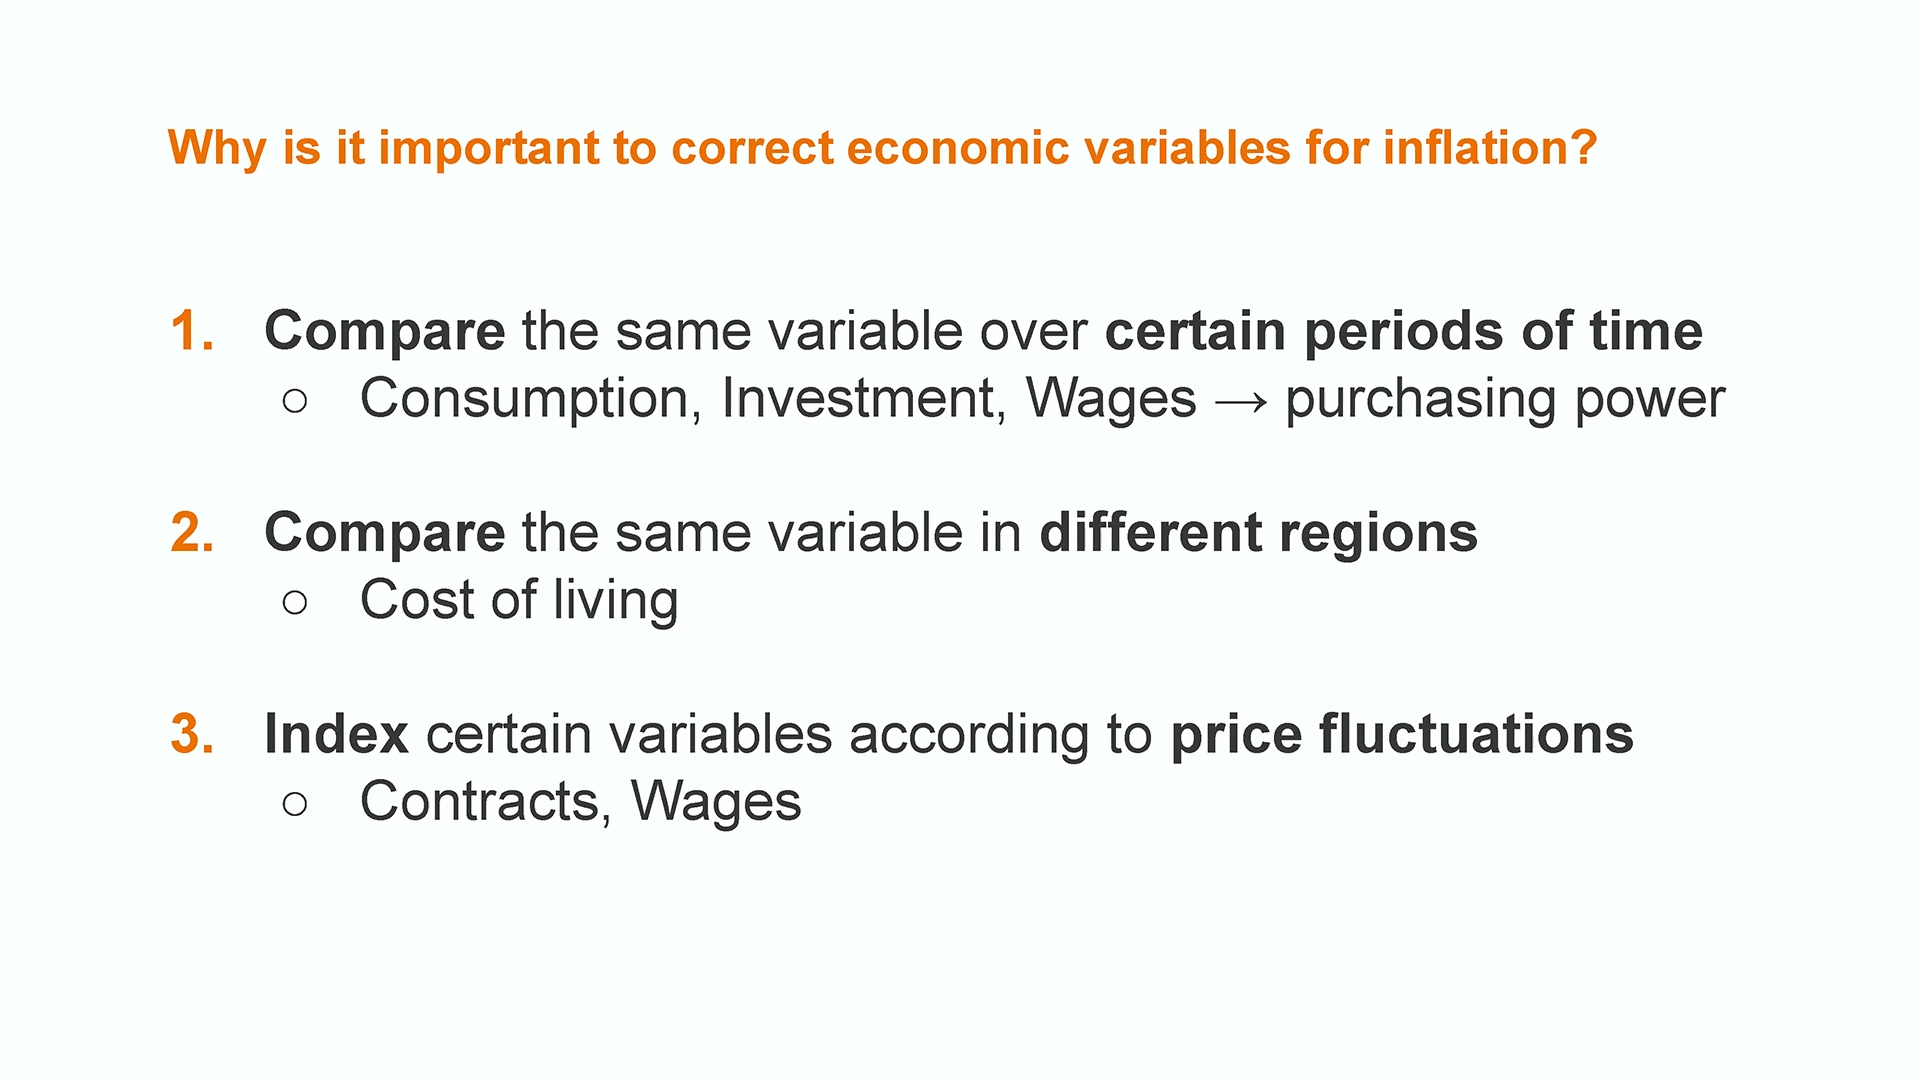 Why is it important to correct economic variables for inflation?
1. Compare the same variable over certain periods of time
○ Consumption, Investment, Wages → purchasing power
2. Compare the same variable in different regions
○ Cost of living
3. Index certain variables according to price fluctuations
○ Contracts, Wages